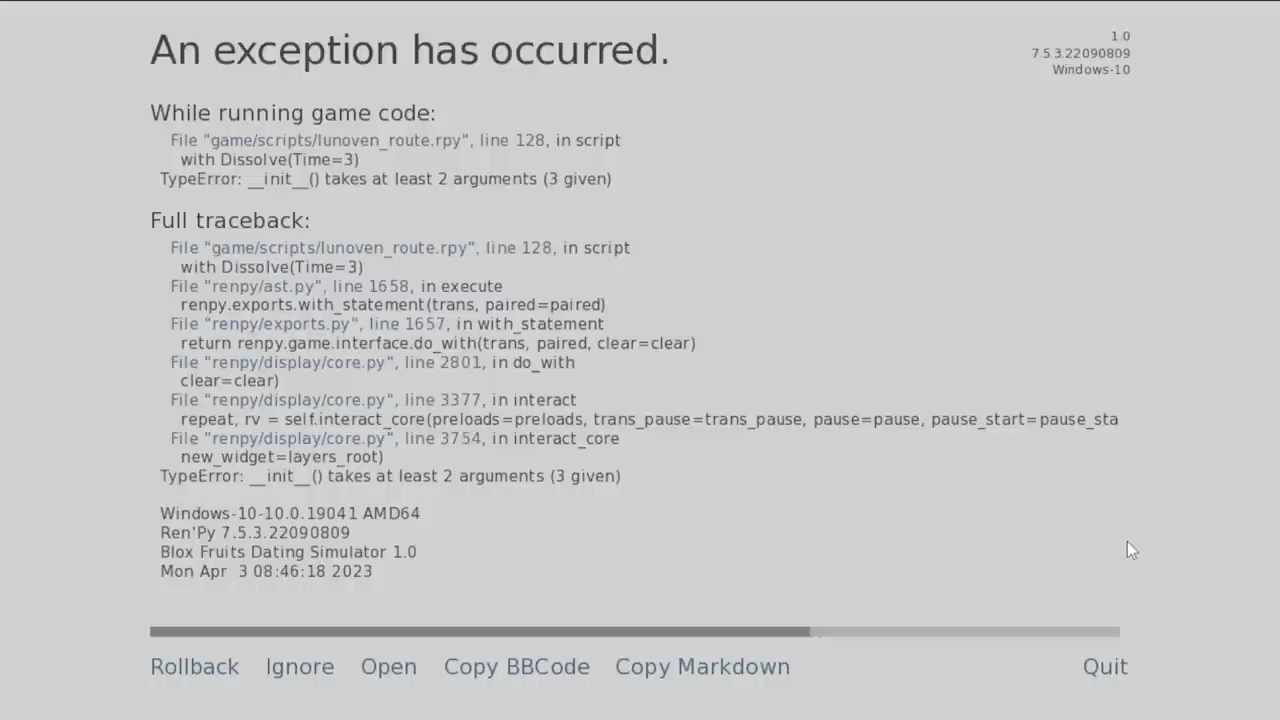 An exception has occurred.
1.0
7.5.3.22090809
Windows-10
While running game code:
File "game/scripts/lunoven_route.rpy", line 128, in script
with Dissolve(Time=3)
TypeError: __init__() takes at least 2 arguments (3 given)
Full traceback:
File "game/scripts/lunoven_route.rpy", line 128, in script
with Dissolve(Time=3)
File "renpy/ast.py", line 1658, in execute
renpy.exports.with_statement(trans, paired=paired)
File "renpy/exports.py", line 1657, in with_statement
return renpy.game.interface.do_with(trans, paired, clear=clear)
File "renpy/display/core.py", line 2801, in do_with
clear=clear)
File "renpy/display/core.py", line 3377, in interact
repeat, rv = self.interact_core(preloads=preloads, trans_pause=trans_pause, pause=pause, pause_start=pause_sta
File "renpy/display/core.py", line 3754, in interact_core
new_widget=layers_root)
TypeError: __init__() takes at least 2 arguments (3 given)
Windows-10-10.0.19041 AMD64
Ren'Py 7.5.3.22090809
Blox Fruits Dating Simulator 1.0
Mon Apr  3 08:46:18 2023
Rollback Ignore Open Copy BBCode Copy Markdown Quit